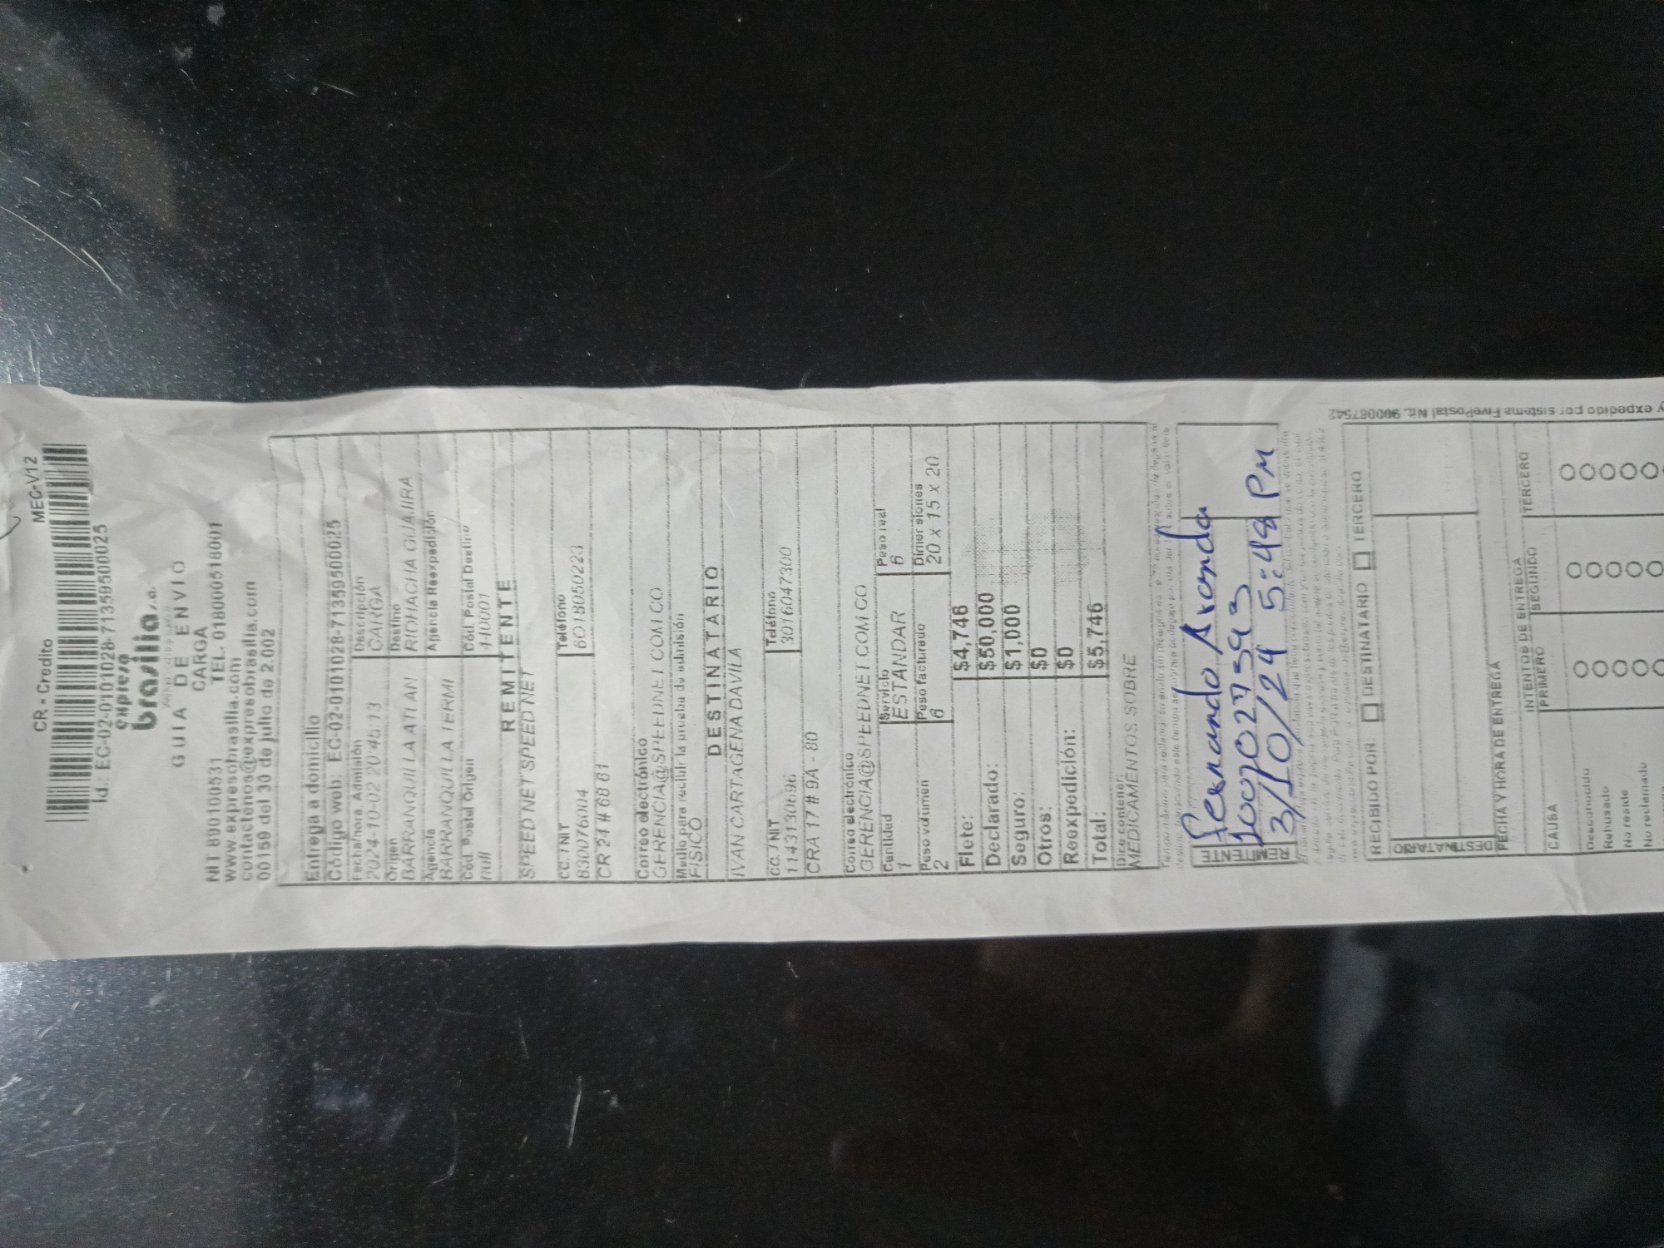 CR - Credito MEC-V12
Id.: EC-02-0101028-7135950025
expreso
brasilia s.a.
GUIA DE ENVIO
CARGA
NIT 890100531 TEL. 018000518001
www.expresobrasilia.com
contactenos@expresobrasilia.com
00159 del 30 de julio de 2.002
Entrega a domicilio
Código web: EC-02-0101028-7135950025
Fecha/hora Admisión Descripción
2024-10-02 20:45:13 CARGA
Origen Destino
BARRANQUILLA ATLAN RIOHACHA GUAJIRA
Agencia Agencia Reexpedición
BARRANQUILLA TERMI
Cód. Postal Origen Cód. Postal Destino
null 440001
REMITENTE
SPEED NET SPEED NET
CC. / NIT Teléfono
830076004 6018050223
CR 24 # 68 61
Correo electrónico
GERENCIA@SPEEDNET.COM.CO
Medio para recibir la prueba de admisión
FISICO
DESTINATARIO
IVAN CARTAGENA DAVILA
CC. / NIT Teléfono
1143130696 3016047300
CRA 17 # 9A - 80
Correo electrónico
GERENCIA@SPEEDNET.COM.CO
Cantidad Servicio Peso real
1 ESTANDAR 6
Peso volumen Peso facturado Dimensiones
2 6 20 x 15 x 20
Flete: $4,746
Declarado: $50,000
Seguro: $1,000
Otros: $0
Reexpedición: $0
Total: $5,746
Dice contener:
MEDICAMENTOS SOBRE
REMITENTE
Fernando Aranda
3/10/24 5:48 PM
RECIBIDO POR: DESTINATARIO TERCERO
DESTINATARIO
FECHA Y HORA DE ENTREGA
INTENTOS DE ENTREGA
CAUSA PRIMERO SEGUNDO TERCERO
Desconocido
Rehusado
No reside
No reclamado
y expedido por sistema FivePostal Nit. 900087542